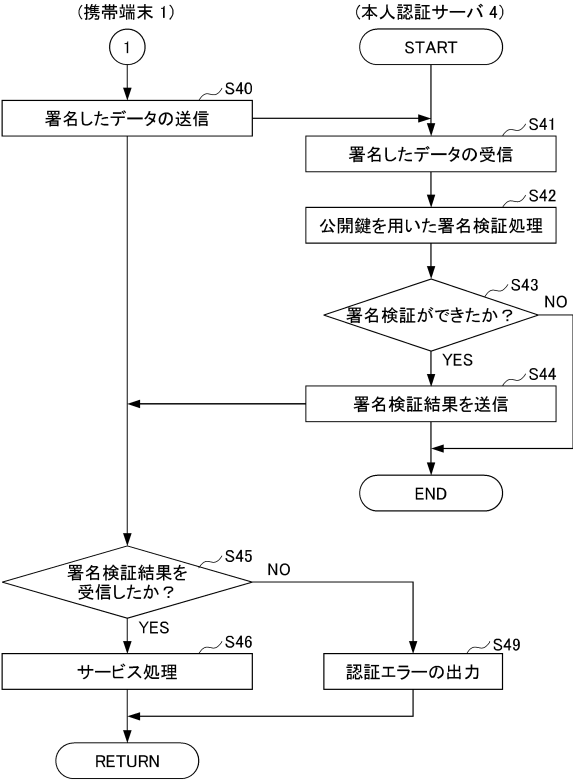 (携帯端末 1)
(本人認証サーバ 4)
1
START
S40
署名したデータの送信
S41
署名したデータの受信
S42
公開鍵を用いた署名検証処理
S43
署名検証ができたか?
NO
YES
S44
署名検証結果を送信
END
S45
署名検証結果を
受信したか?
NO
YES
S46
サービス処理
S49
認証エラーの出力
RETURN